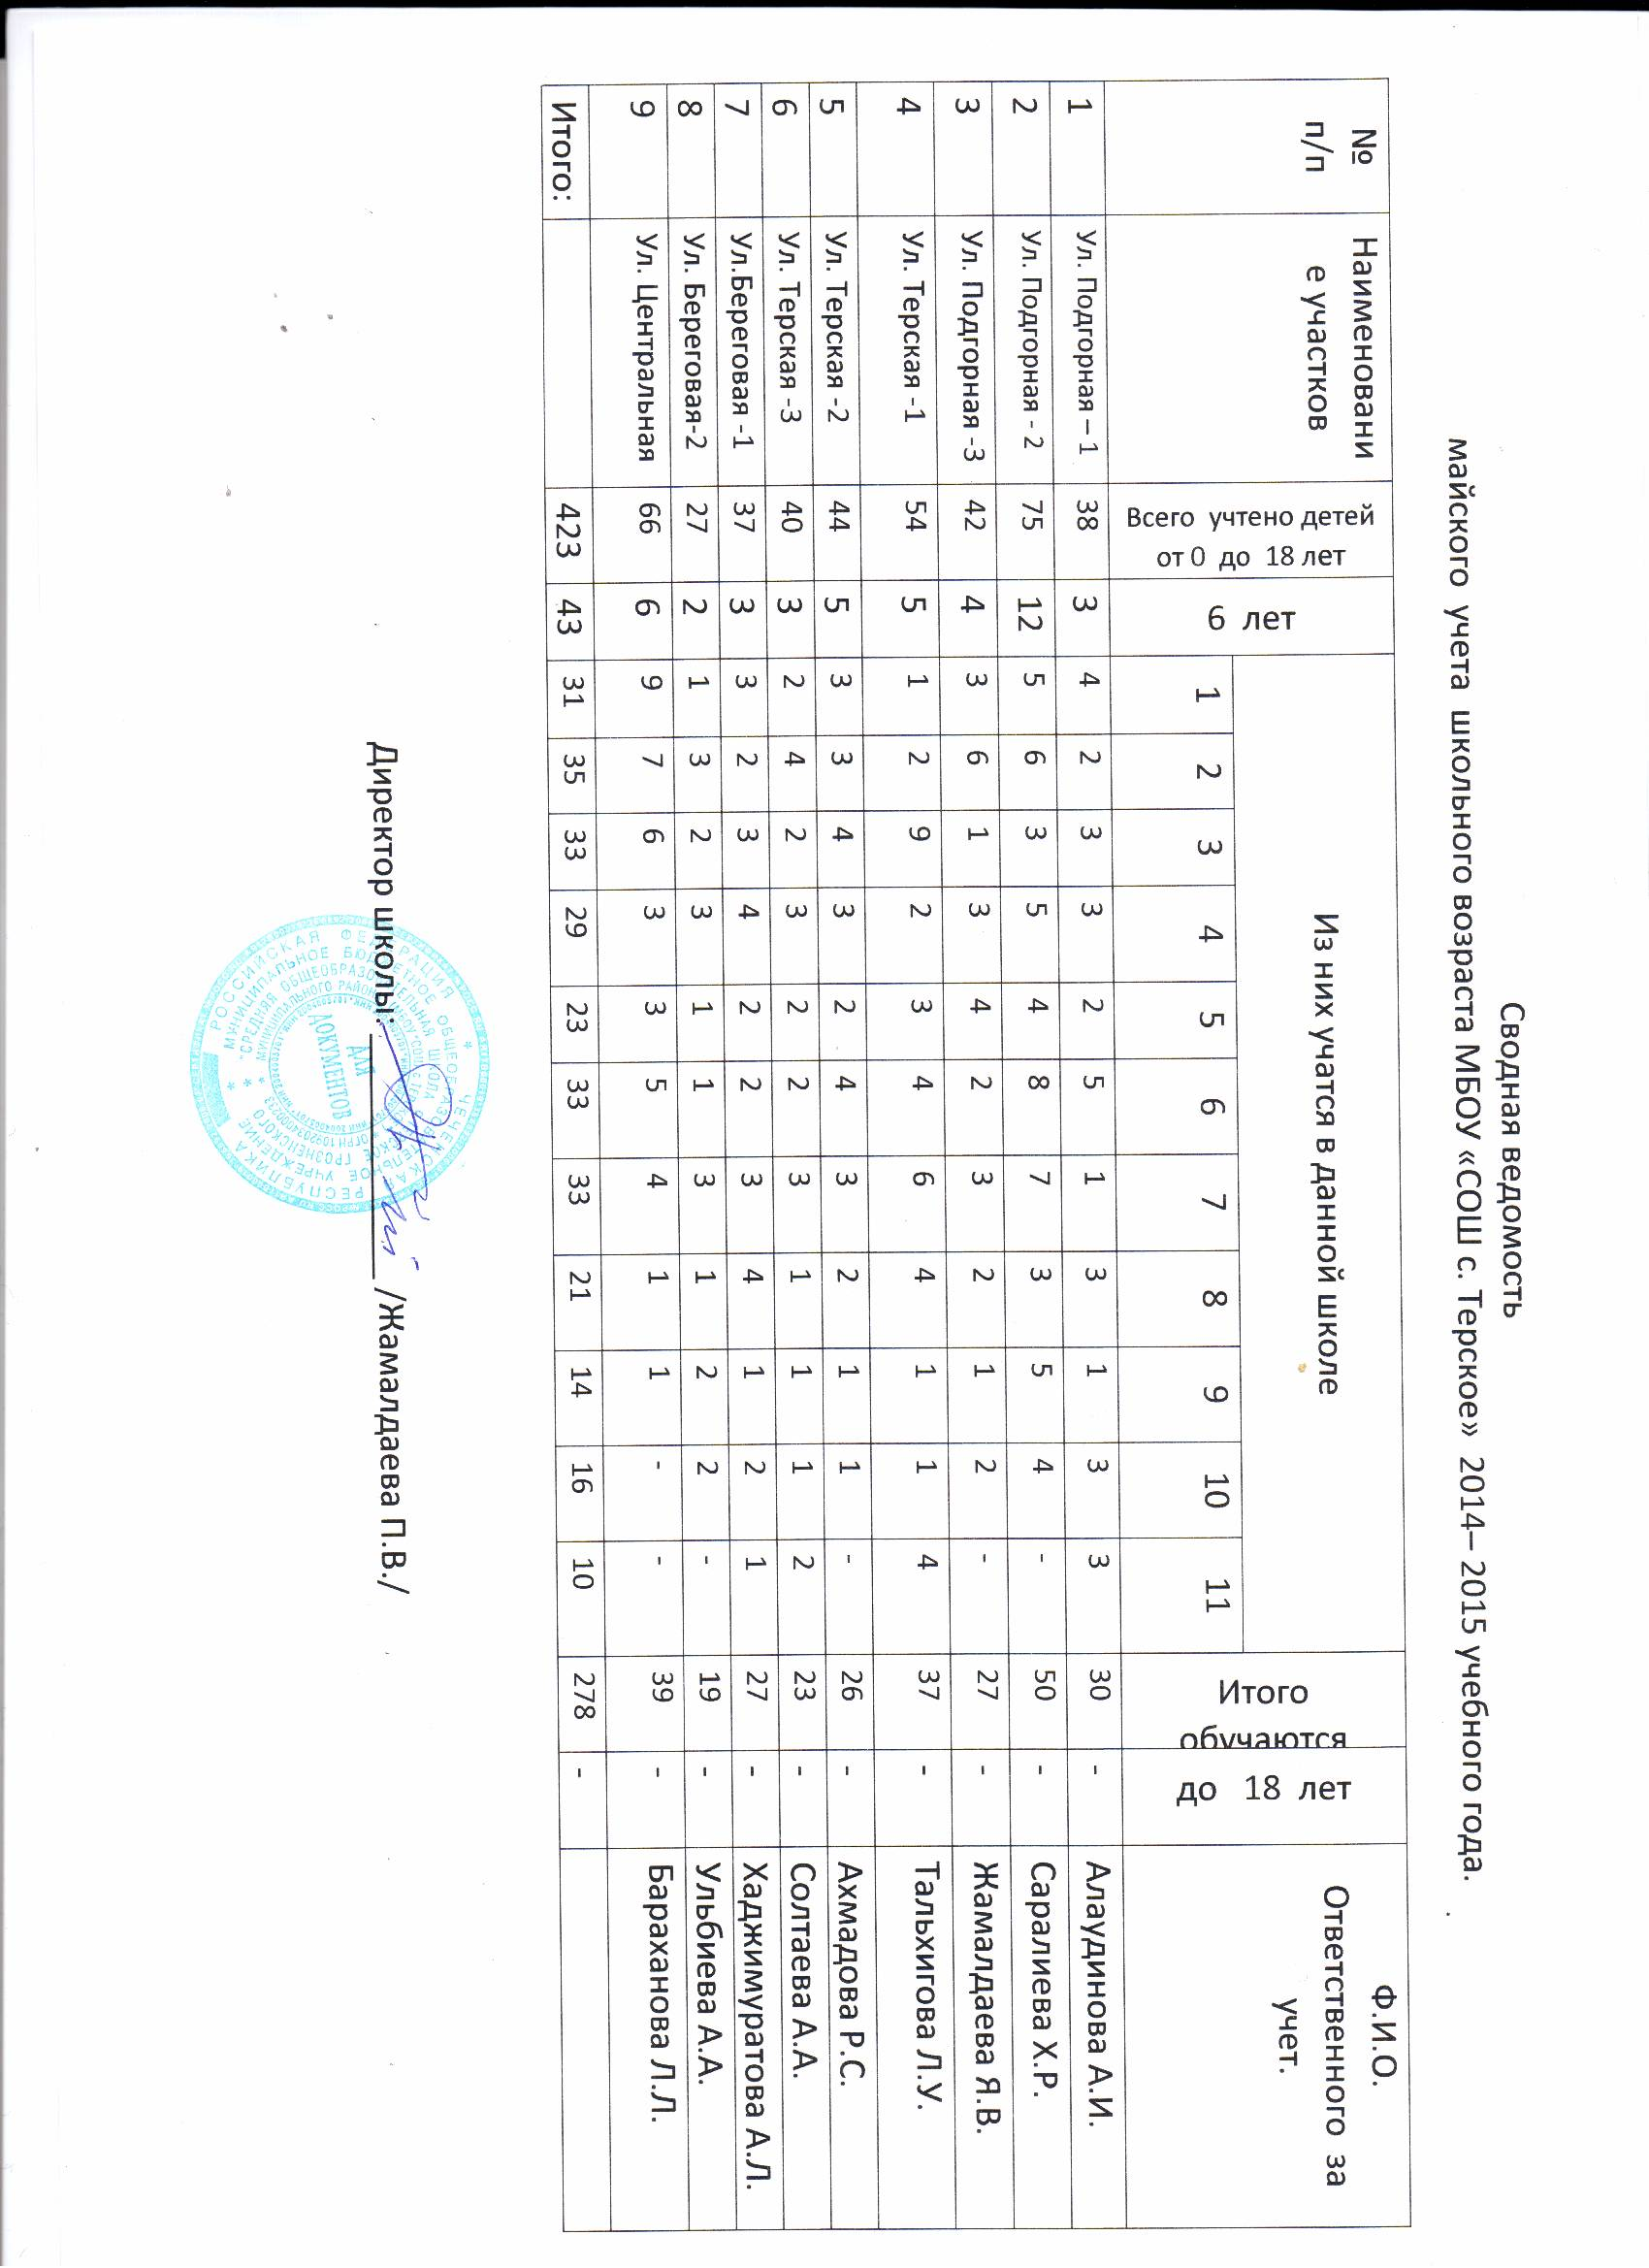 Сводная ведомость
майского учета школьного возраста МБОУ «СОШ с. Терское» 2014– 2015 учебного года.
№ п/п Наименовани е участков Всего учтено детей от 0 до 18 лет 6 лет Из них учатся в данной школе Итого обучаются до 18 лет Ф.И.О. Ответственного за учет.
1 2 3 4 5 6 7 8 9 10 11
1 Ул. Подгорная – 1 38 3 4 2 3 3 2 5 1 3 1 3 3 30 - Алаудинова А.И.
2 Ул. Подгорная - 2 75 12 5 6 3 5 4 8 7 3 5 4 - 50 - Саралиева Х.Р.
3 Ул. Подгорная -3 42 4 3 6 1 3 4 2 3 2 1 2 - 27 - Жамалдаева Я.В.
4 Ул. Терская -1 54 5 1 2 9 2 3 4 6 4 1 1 4 37 - Тальхигова Л.У.
5 Ул. Терская -2 44 5 3 3 4 3 2 4 3 2 1 1 - 26 - Ахмадова Р.С.
6 Ул. Терская -3 40 3 2 4 2 3 2 2 3 1 1 1 2 23 - Солтаева А.А.
7 Ул.Береговая -1 37 3 3 2 3 4 2 2 3 4 1 2 1 27 - Хаджимуратова А.Л.
8 Ул. Береговая-2 27 2 1 3 2 3 1 1 3 1 2 2 - 19 - Ульбиева А.А.
9 Ул. Центральная 66 6 9 7 6 3 3 5 4 1 1 - - 39 - Бараханова Л.Л.
Итого: 423 43 31 35 33 29 23 33 33 21 14 16 10 278 -
Директор школы: /Жамалдаева П.В./
РОССИЙСКАЯ ФЕДЕРАЦИЯ * ЧЕЧЕНСКАЯ РЕСПУБЛИКА *
МУНИЦИПАЛЬНОЕ БЮДЖЕТНОЕ ОБЩЕОБРАЗОВАТЕЛЬНОЕ УЧРЕЖДЕНИЕ
ДЛЯ
ДОКУМЕНТОВ